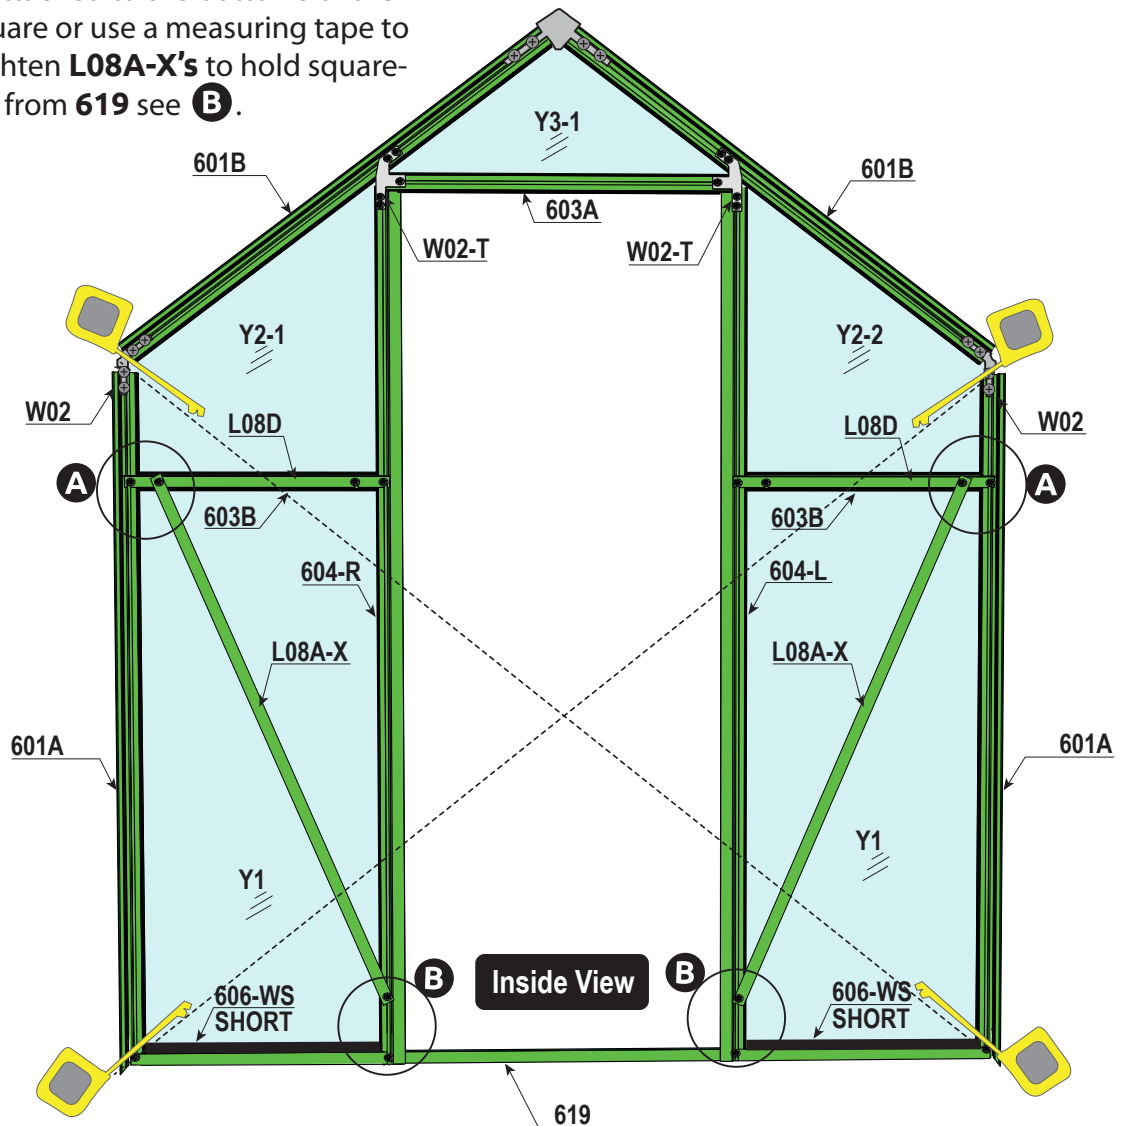 uare or use a measuring tape to
hten L08A-X's to hold square-
from 619 see B.
Y3-1
601B
601B
603A
W02-T
W02-T
Y2-1
Y2-2
W02
W02
L08D
L08D
A
A
603B
603B
604-R
604-L
L08A-X
L08A-X
601A
601A
Y1
Y1
B
Inside View
B
606-WS
SHORT
606-WS
SHORT
619